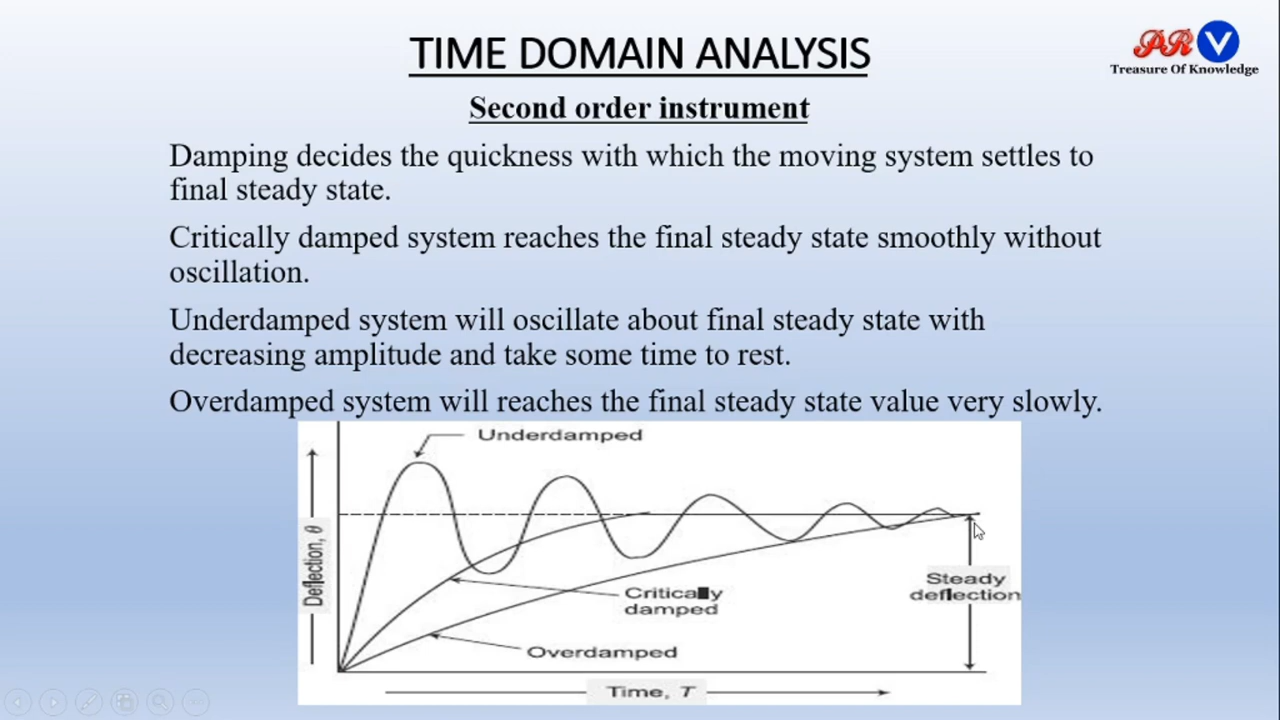 TIME DOMAIN ANALYSIS
PR V
Treasure Of Knowledge
Second order instrument
Damping decides the quickness with which the moving system settles to
final steady state.
Critically damped system reaches the final steady state smoothly without
oscillation.
Underdamped system will oscillate about final steady state with
decreasing amplitude and take some time to rest.
Overdamped system will reaches the final steady state value very slowly.
Underdamped
Deflection, θ
Critically
damped
Steady
deflection
Overdamped
Time, T